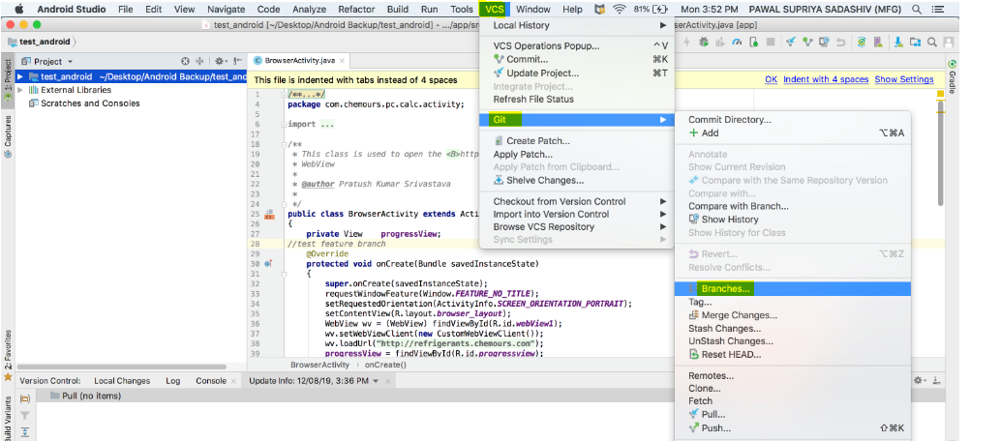 Android Studio File Edit View Navigate Code Analyze Refactor Build Run Tools VCS Window Help 81% Mon 3:52 PM PAWAL SUPRIYA SADASHIV (MFG)
test_android [~/Desktop/Android Backup/test_android] - .../app/sr
serActivity.java [app]
test_android
Project
BrowserActivity.java
1: Project
Captures
2: Favorites
Build Variants
Gradle
test_android ~/Desktop/Android Backup/test_and
External Libraries
Scratches and Consoles
This file is indented with tabs instead of 4 spaces
OK Indent with 4 spaces Show Settings
1 /**...*/
4 package com.chemours.pc.calc.activity;
5
6 import ...
17
18 /**
19 * This class is used to open the <B>http
20 * WebView
21 *
22 * @author Pratush Kumar Srivastava
23 *
24 */
25 public class BrowserActivity extends Acti
26 {
27 private View progressView;
28 //test feature branch
29 @Override
30 protected void onCreate(Bundle savedInstanceState)
31 {
32 super.onCreate(savedInstanceState);
33 requestWindowFeature(Window.FEATURE_NO_TITLE);
34 setRequestedOrientation(ActivityInfo.SCREEN_ORIENTATION_PORTRAIT);
35 setContentView(R.layout.browser_layout);
36 WebView wv = (WebView) findViewById(R.id.webView1);
37 wv.setWebViewClient(new CustomWebViewClient());
38 wv.loadUrl("http://refrigerants.chemours.com");
39 progressView = findViewById(R.id.progressview);
BrowserActivity › onCreate()
Local History
VCS Operations Popup... ^V
Commit... ⌘K
Update Project... ⌘T
Integrate Project...
Refresh File Status
Git
Create Patch...
Apply Patch...
Apply Patch from Clipboard...
Shelve Changes...
Checkout from Version Control
Import into Version Control
Browse VCS Repository
Sync Settings
Commit Directory...
Add ⌥⌘A
Annotate
Show Current Revision
Compare with the Same Repository Version
Compare with...
Compare with Branch...
Show History
Show History for Class
Revert... ⌥⌘Z
Resolve Conflicts...
Branches...
Tag...
Merge Changes...
Stash Changes...
UnStash Changes...
Reset HEAD...
Remotes...
Clone...
Fetch
Pull...
Push... ⇧⌘K
Version Control: Local Changes Log Console Update Info: 12/08/19, 3:36 PM
Pull (no items)